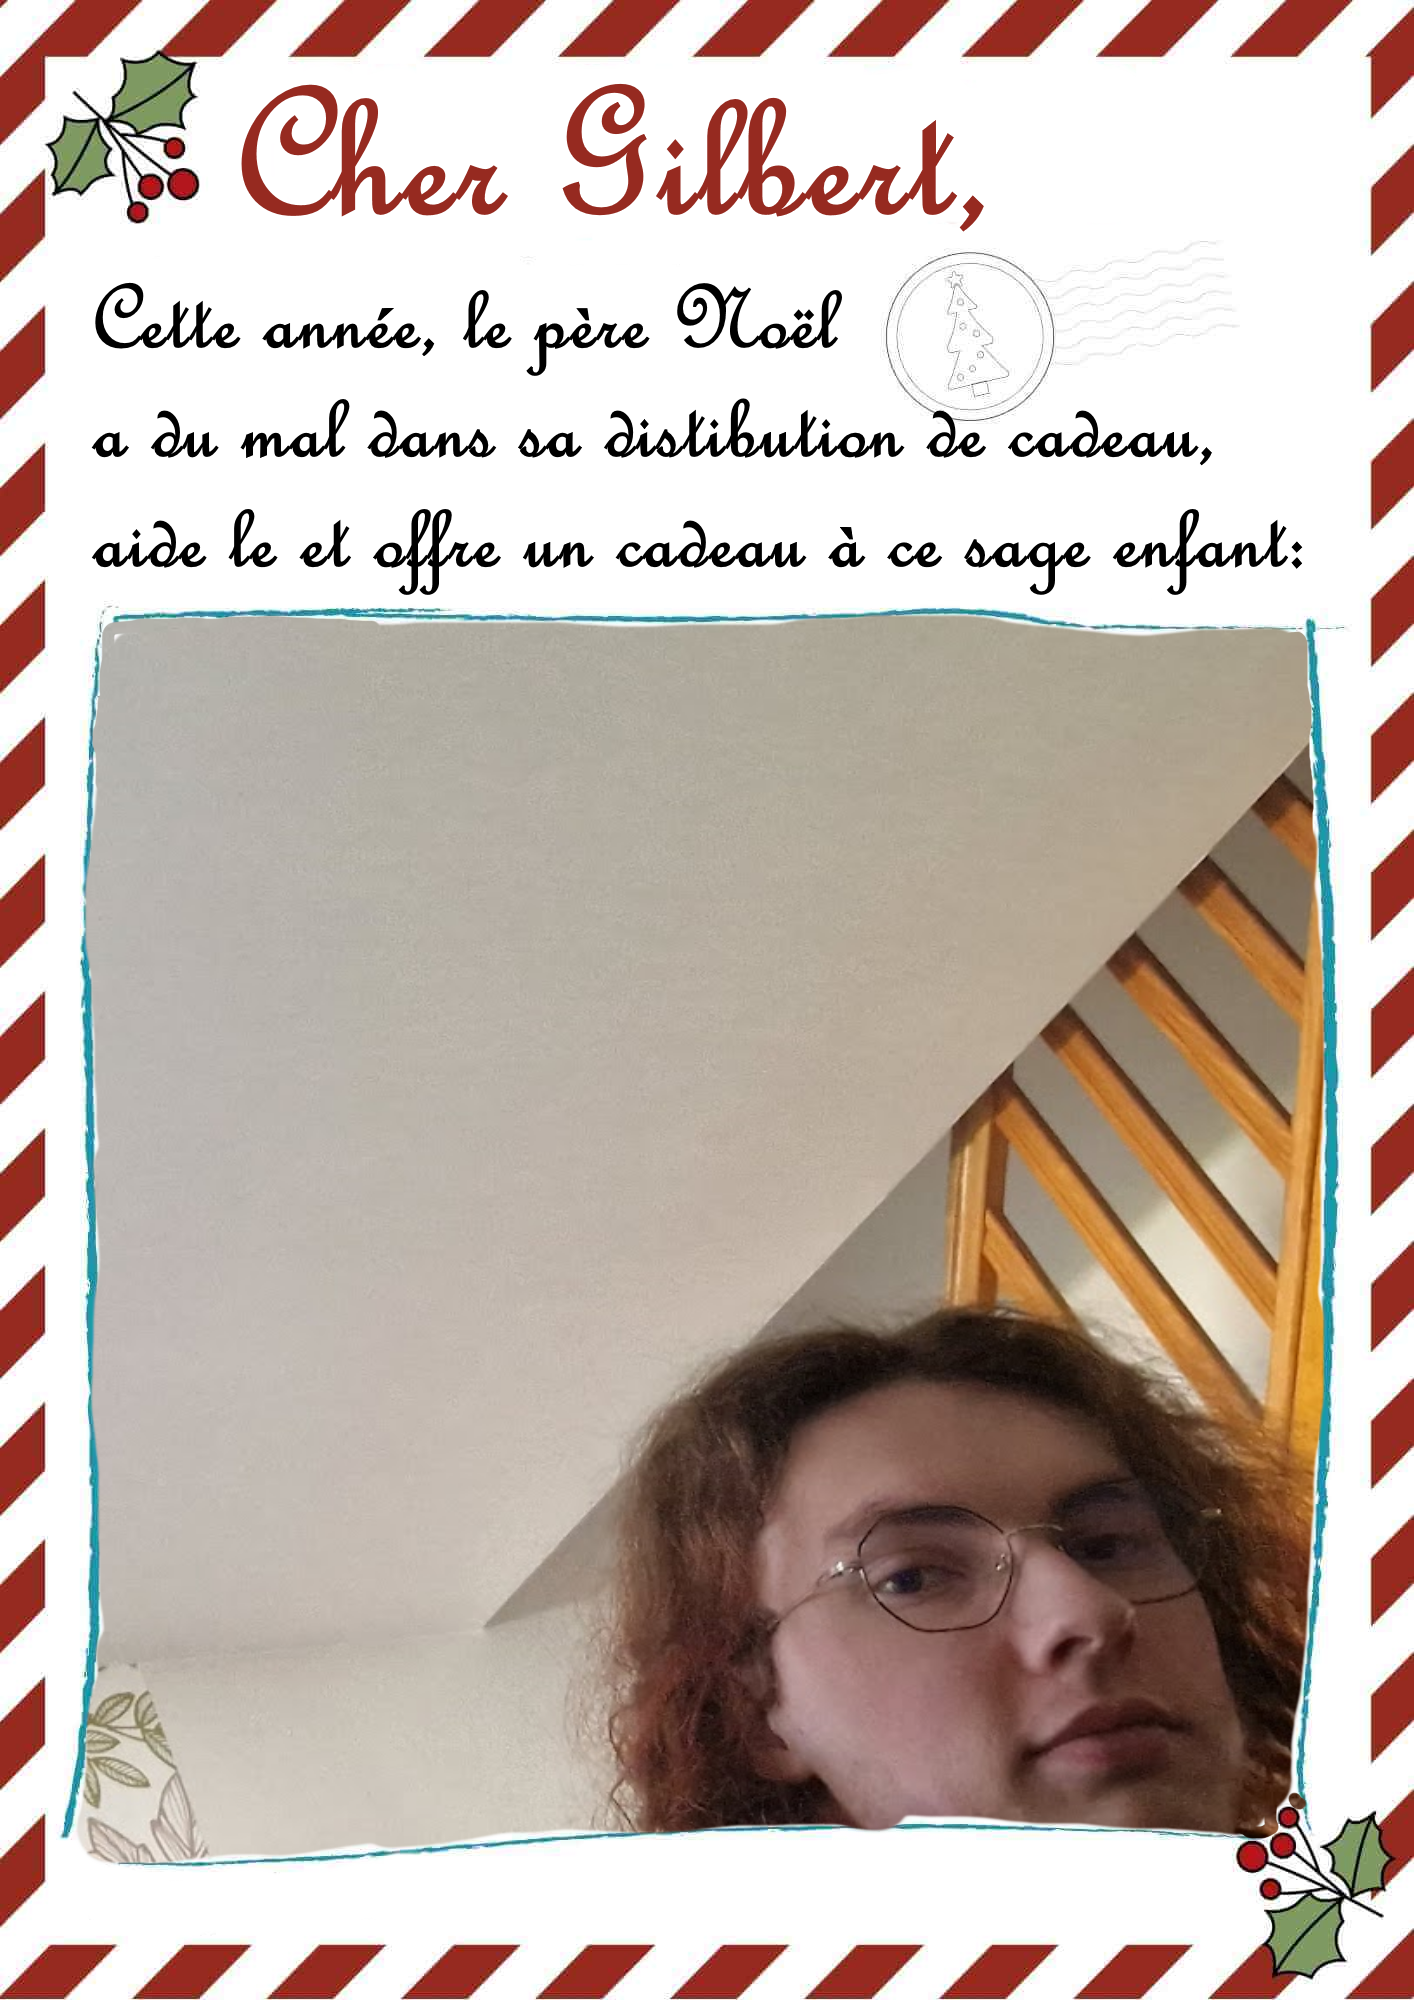 Cher Gilbert,
Cette année, le père Noël
a du mal dans sa distibution de cadeau,
aide le et offre un cadeau à ce sage enfant: